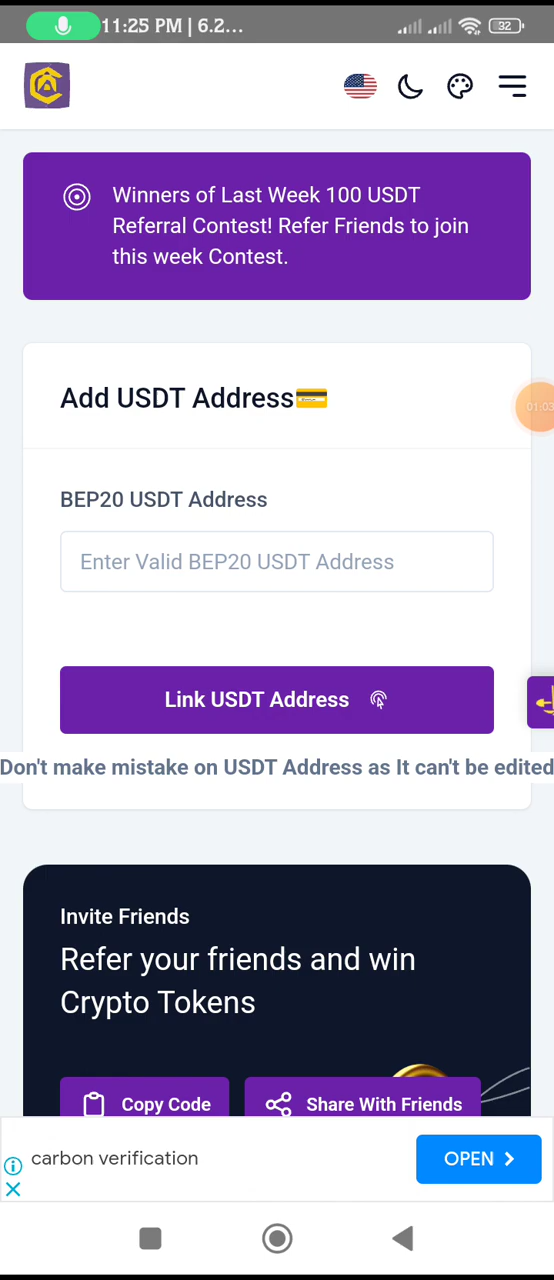 11:25 PM | 6.2...
32
Winners of Last Week 100 USDT
Referral Contest! Refer Friends to join
this week Contest.
Add USDT Address
01:03
BEP20 USDT Address
Enter Valid BEP20 USDT Address
Link USDT Address
Don't make mistake on USDT Address as It can't be edited
Invite Friends
Refer your friends and win
Crypto Tokens
Copy Code
Share With Friends
carbon verification
OPEN